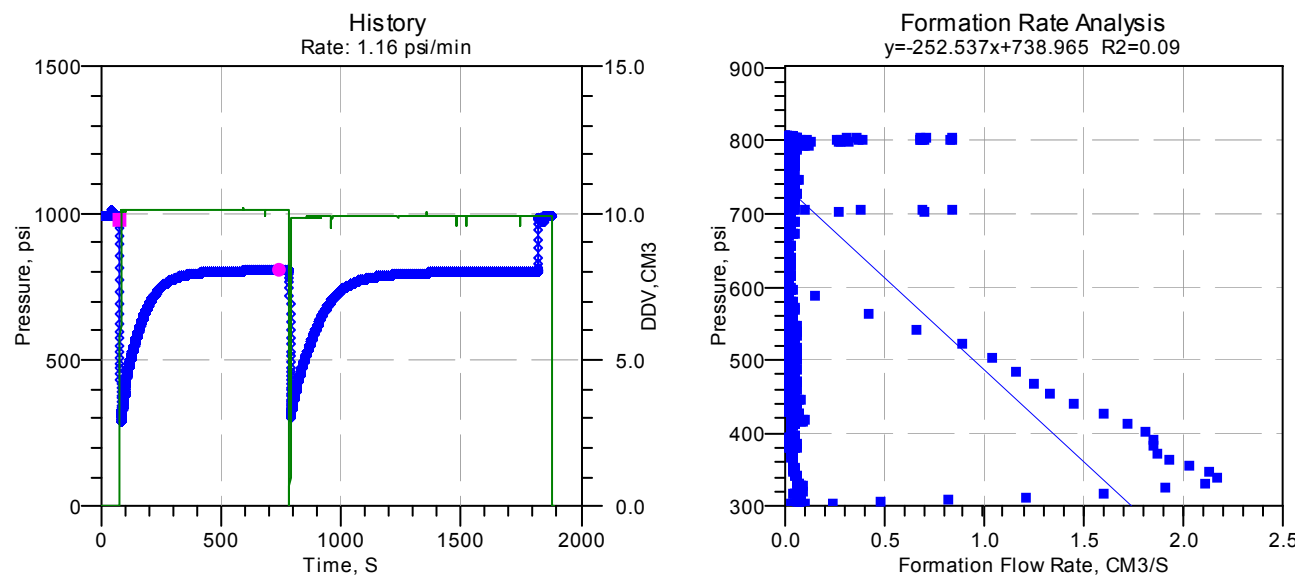 History
Rate: 1.16 psi/min
1500
1000
500
0
Pressure, psi
15.0
10.0
5.0
0.0
DDV,CM3
0
500
1000
1500
2000
Time, S
Formation Rate Analysis
y=-252.537x+738.965 R2=0.09
900
800
700
600
500
400
300
Pressure, psi
0.0
0.5
1.0
1.5
2.0
2.5
Formation Flow Rate, CM3/S